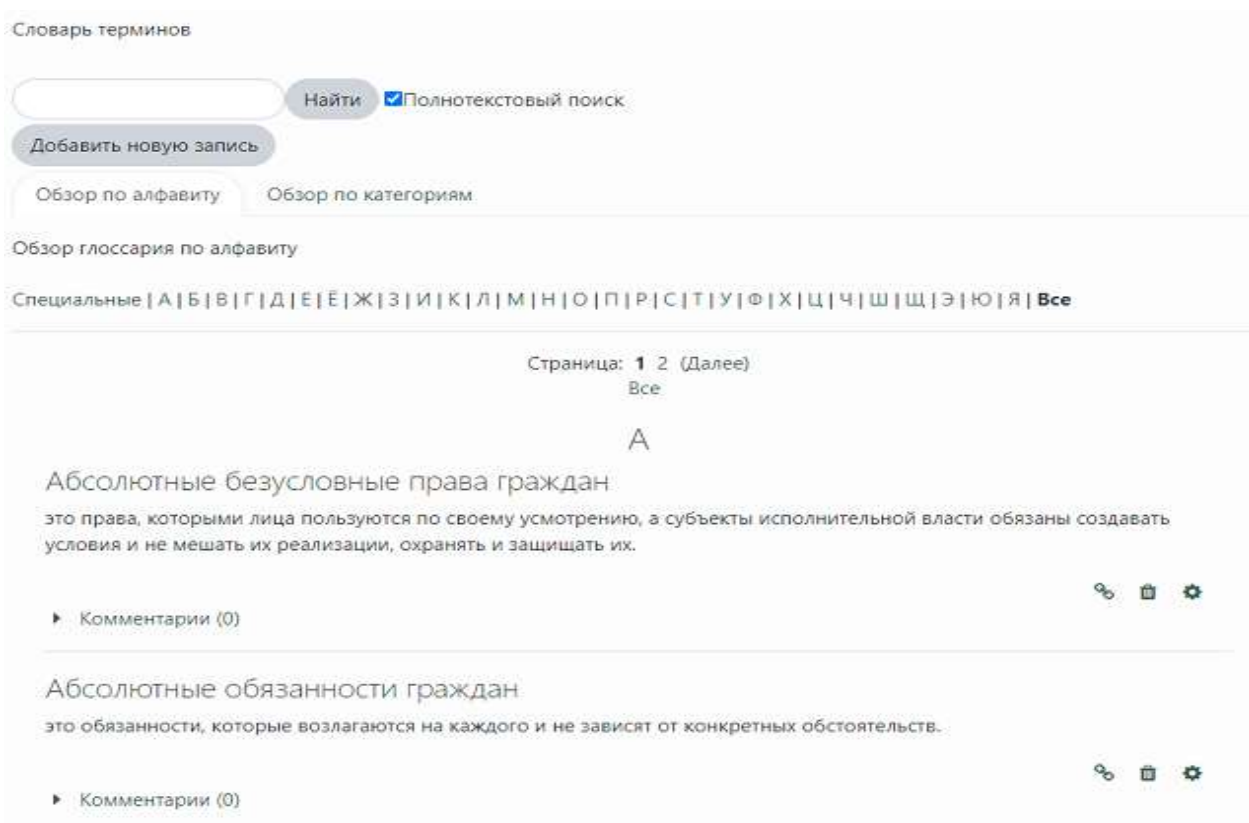 Словарь терминов
Найти Полнотекстовый поиск
Добавить новую запись
Обзор по алфавиту Обзор по категориям
Обзор глоссария по алфавиту
Специальные | А | Б | В | Г | Д | Е | Ё | Ж | З | И | К | Л | М | Н | О | П | Р | С | Т | У | Ф | Х | Ц | Ч | Ш | Щ | Э | Ю | Я | Все
Страница: 1 2 (Далее)
Все
А
Абсолютные безусловные права граждан
это права, которыми лица пользуются по своему усмотрению, а субъекты исполнительной власти обязаны создавать
условия и не мешать их реализации, охранять и защищать их.
Комментарии (0)
Абсолютные обязанности граждан
это обязанности, которые возлагаются на каждого и не зависят от конкретных обстоятельств.
Комментарии (0)